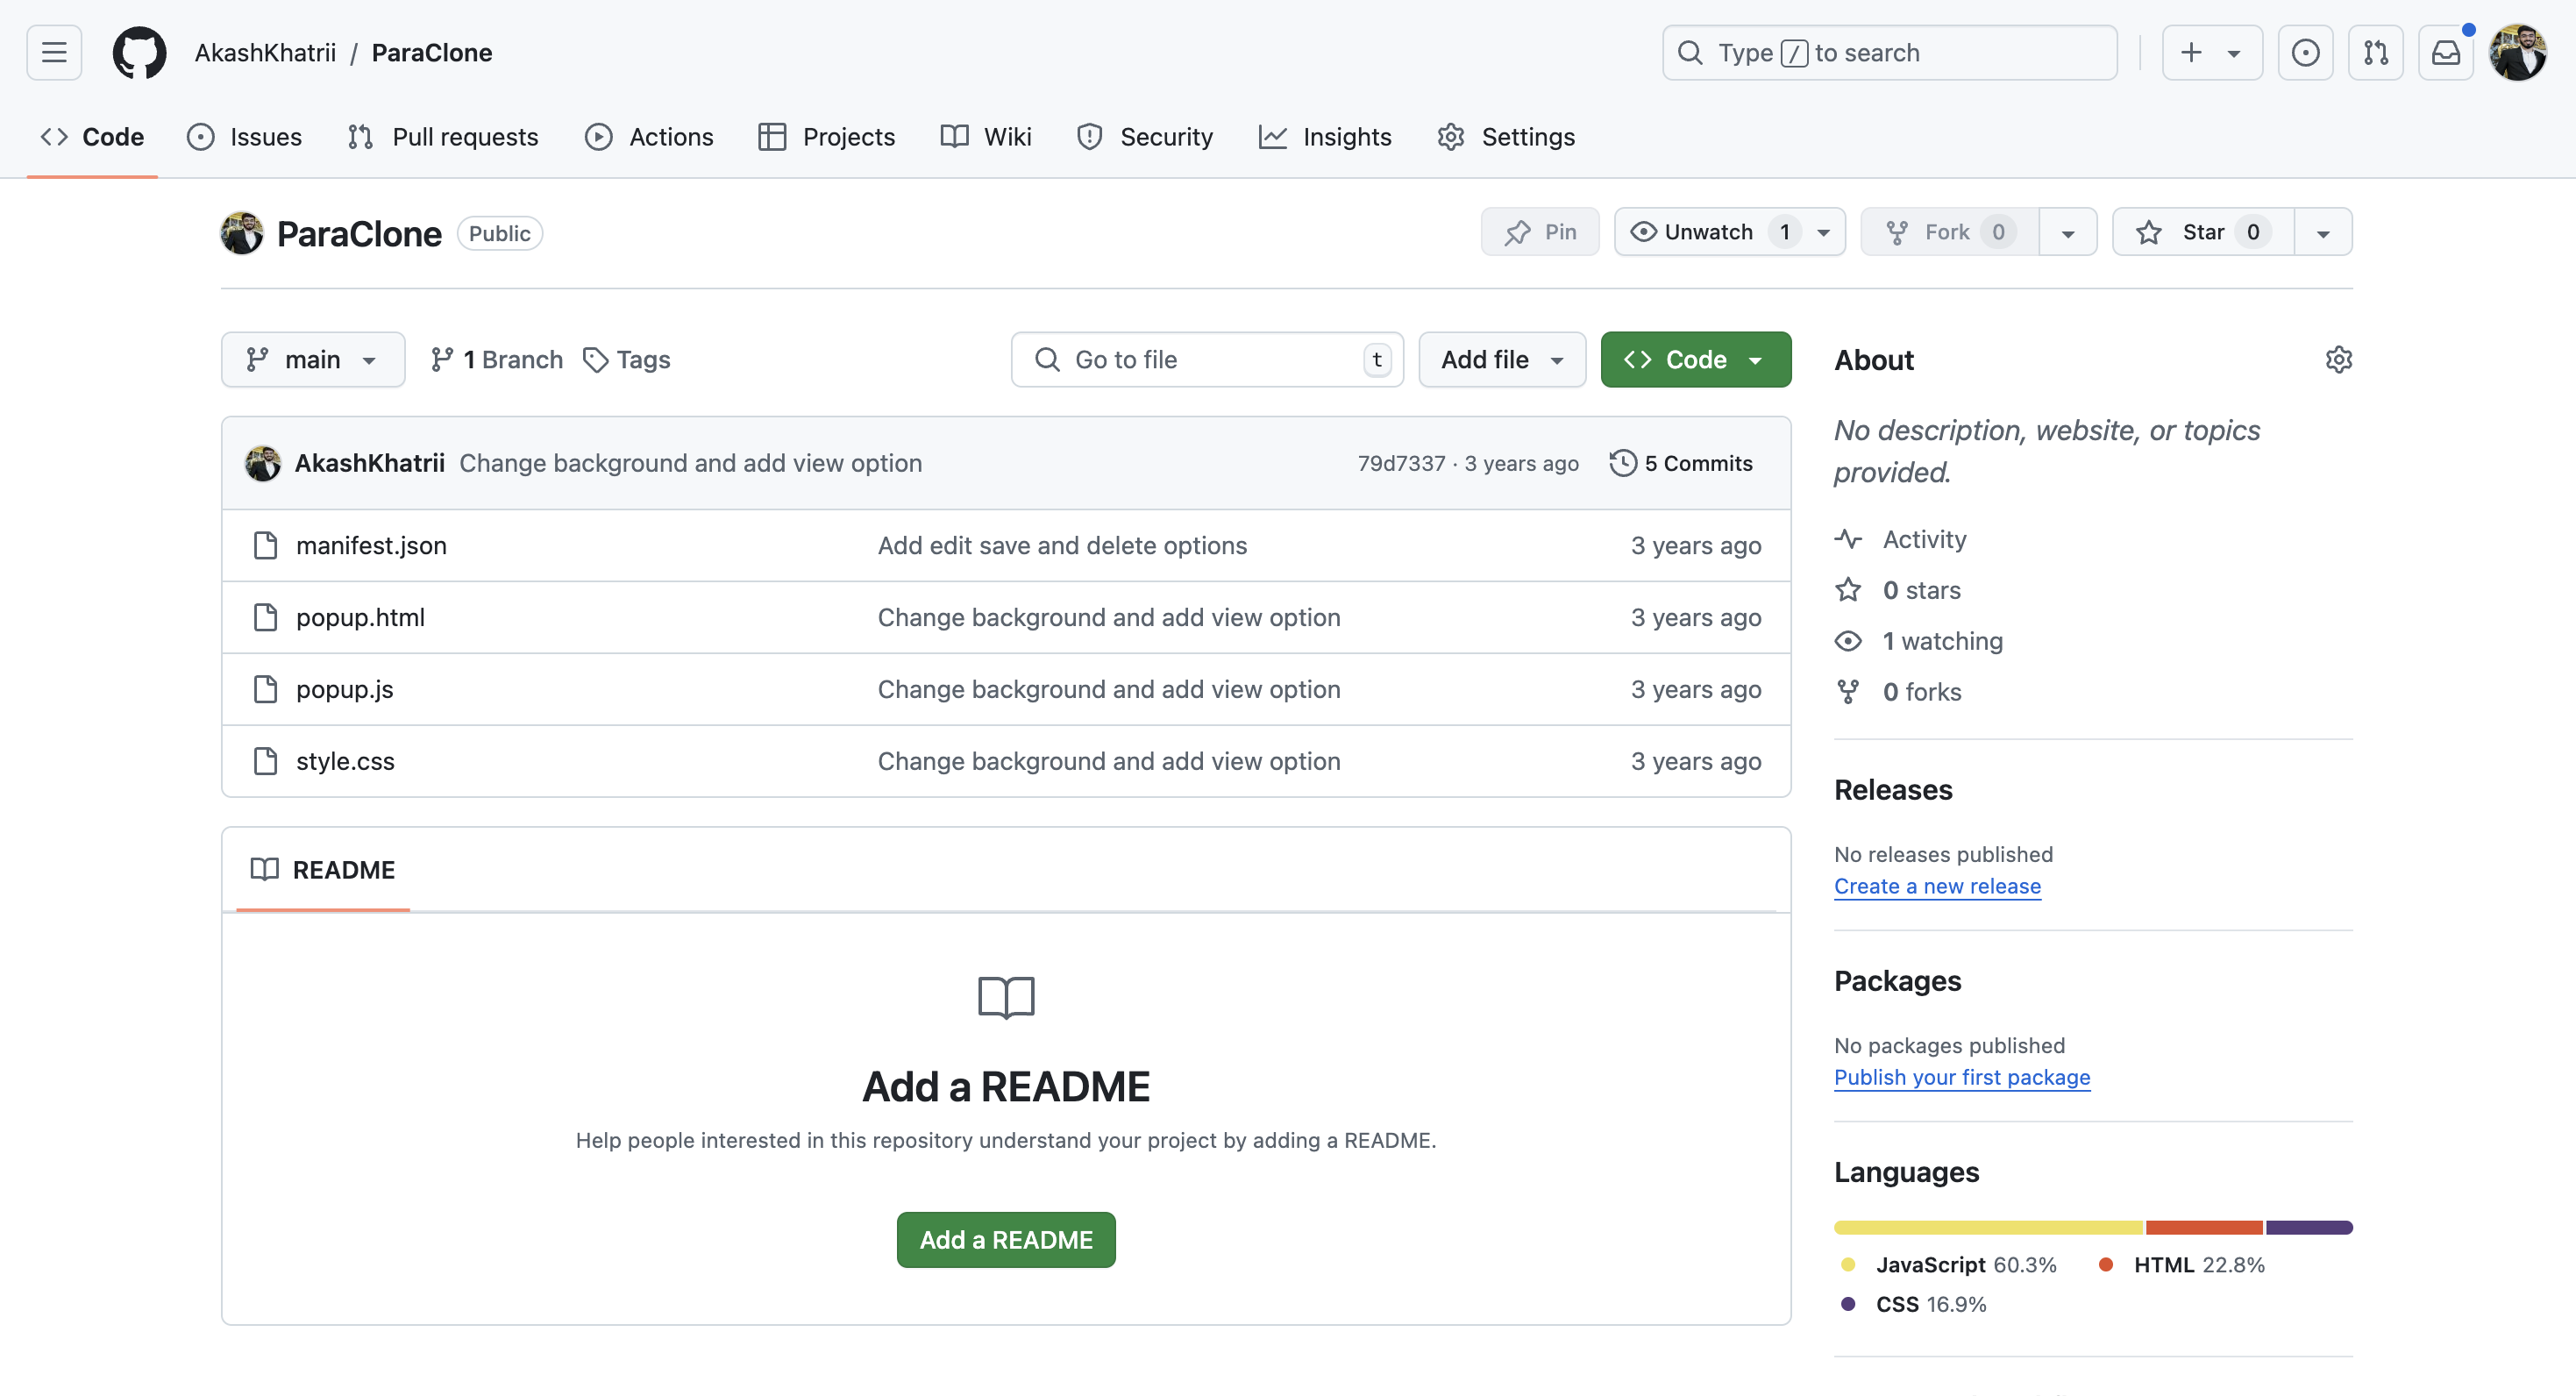 AkashKhatrii / ParaClone
Type / to search
Code Issues Pull requests Actions Projects Wiki Security Insights Settings
ParaClone Public
Pin Unwatch 1 Fork 0 Star 0
main 1 Branch Tags
Go to file t
Add file Code
AkashKhatrii Change background and add view option 79d7337 · 3 years ago 5 Commits
manifest.json Add edit save and delete options 3 years ago
popup.html Change background and add view option 3 years ago
popup.js Change background and add view option 3 years ago
style.css Change background and add view option 3 years ago
README
Add a README
Help people interested in this repository understand your project by adding a README.
Add a README
About
No description, website, or topics
provided.
Activity
0 stars
1 watching
0 forks
Releases
No releases published
Create a new release
Packages
No packages published
Publish your first package
Languages
JavaScript 60.3% HTML 22.8%
CSS 16.9%